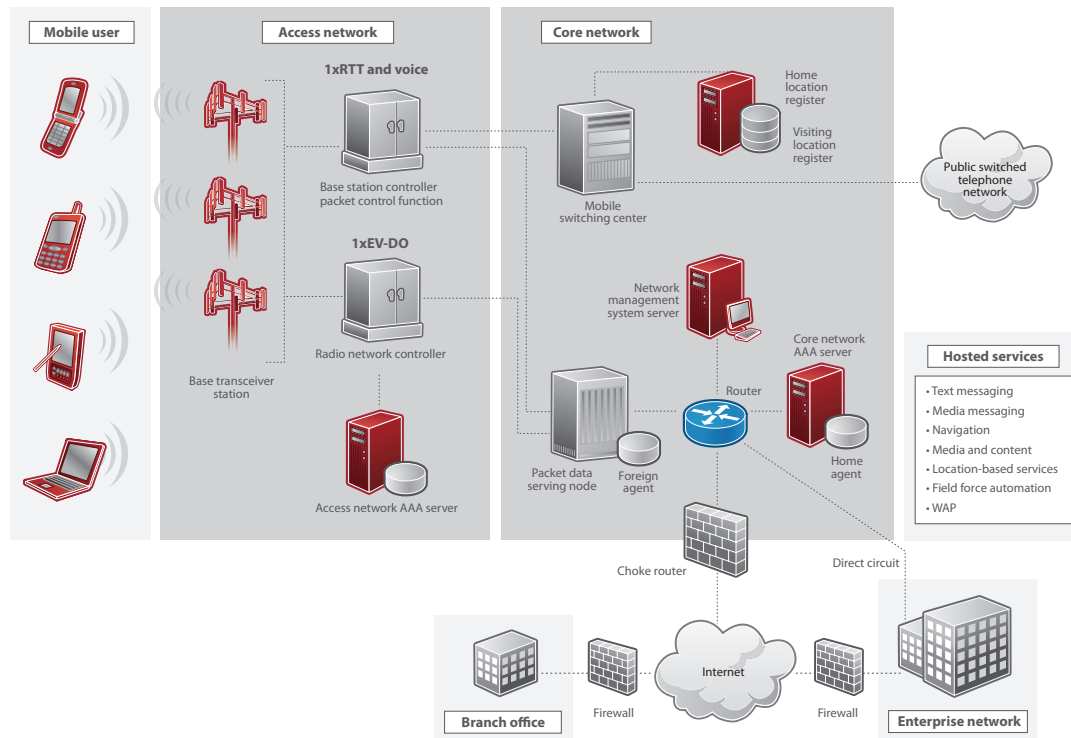 Mobile user
Access network
Core network
1xRTT and voice
Base station controller
packet control function
1xEV-DO
Radio network controller
Base transceiver
station
Access network AAA server
Home
location
register
Visiting
location
register
Mobile
switching center
Public switched
telephone
network
Network
management
system server
Core network
AAA server
Router
Packet data
serving node
Foreign
agent
Home
agent
Hosted services
• Text messaging
• Media messaging
• Navigation
• Media and content
• Location-based services
• Field force automation
• WAP
Choke router
Direct circuit
Internet
Firewall
Firewall
Branch office
Enterprise network